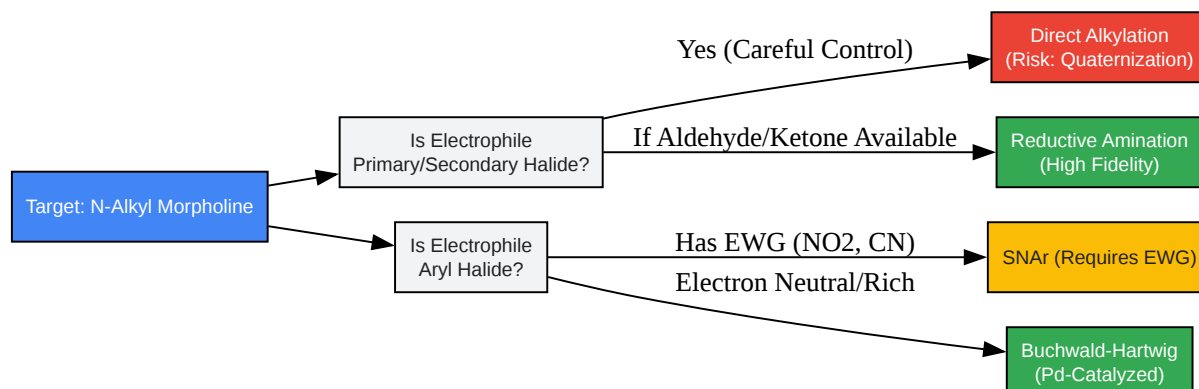 Target: N-Alkyl Morpholine
Is Electrophile
Primary/Secondary Halide?
Is Electrophile
Aryl Halide?
Yes (Careful Control)
If Aldehyde/Ketone Available
Has EWG (NO2, CN)
Electron Neutral/Rich
Direct Alkylation
(Risk: Quaternization)
Reductive Amination
(High Fidelity)
SNAr (Requires EWG)
Buchwald-Hartwig
(Pd-Catalyzed)